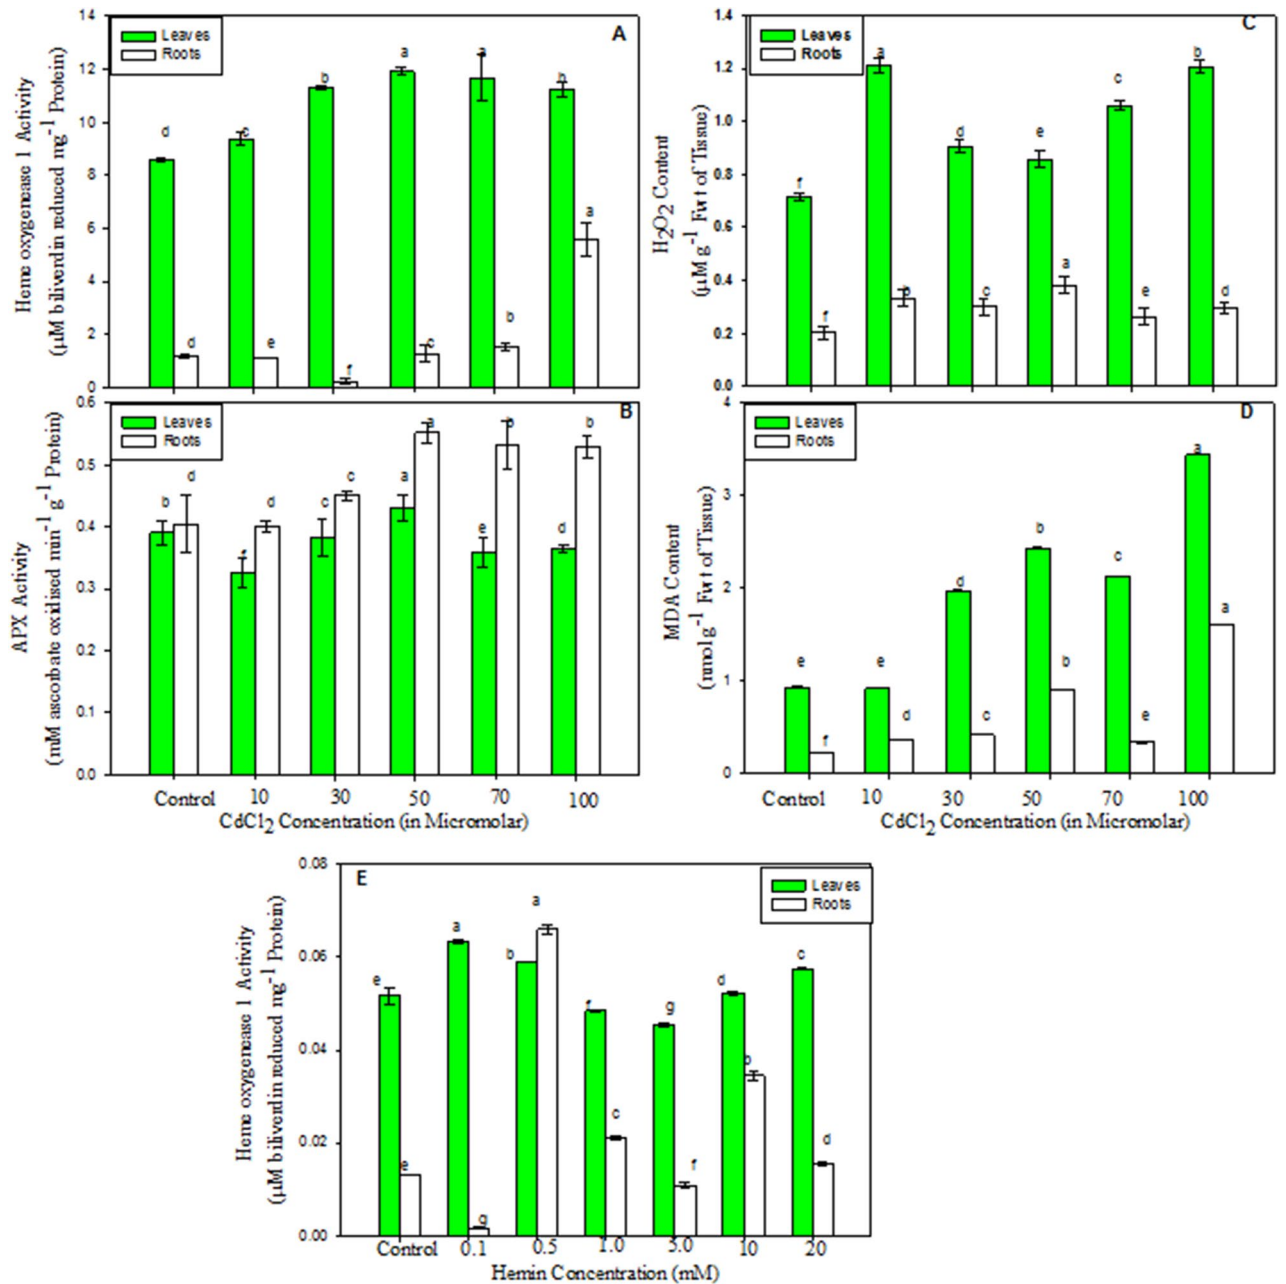 A
Leaves
Roots
Heme oxygenease 1 Activity
(μM biliverdin reduced mg⁻¹ Protein)
14
12
10
8
6
4
2
0
d
c
b
a
a
b
d
e
f
c
b
a
C
Leaves
Roots
H₂O₂ Content
(μM g⁻¹ Fwt of Tissue)
1.4
1.2
1.0
0.8
0.6
0.4
0.2
0.0
f
a
d
e
c
b
f
b
c
a
e
d
B
Leaves
Roots
APX Activity
(mM ascorbate oxidised min⁻¹ g⁻¹ Protein)
0.6
0.5
0.4
0.3
0.2
0.1
0.0
b
f
c
a
e
d
d
d
c
a
b
b
Control 10 30 50 70 100
CdCl₂ Concentration (in Micromolar)
D
Leaves
Roots
MDA Content
(nmol g⁻¹ Fwt of Tissue)
4
3
2
1
0
e
e
d
b
c
a
f
d
c
b
e
a
Control 10 30 50 70 100
CdCl₂ Concentration (in Micromolar)
E
Leaves
Roots
Heme oxygenease 1 Activity
(μM biliverdin reduced mg⁻¹ Protein)
0.08
0.06
0.04
0.02
0.00
e
a
b
f
g
d
c
e
g
a
c
f
b
d
Control 0.1 0.5 1.0 10 20
Hemin Concentration (mM)